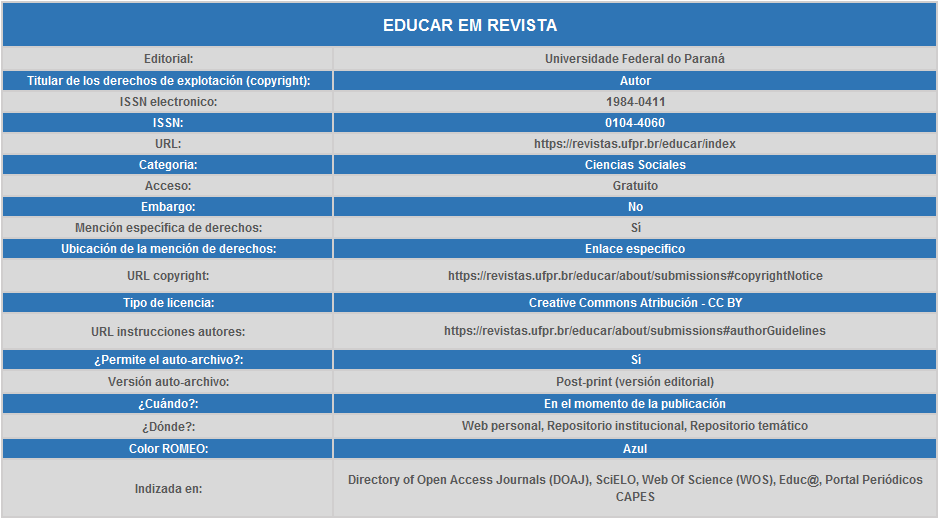 EDUCAR EM REVISTA
Editorial: Universidade Federal do Paraná
Titular de los derechos de explotación (copyright): Autor
ISSN electronico: 1984-0411
ISSN: 0104-4060
URL: https://revistas.ufpr.br/educar/index
Categoria: Ciencias Sociales
Acceso: Gratuito
Embargo: No
Mención específica de derechos: Sí
Ubicación de la mención de derechos: Enlace específico
URL copyright: https://revistas.ufpr.br/educar/about/submissions#copyrightNotice
Tipo de licencia: Creative Commons Atribución - CC BY
URL instrucciones autores: https://revistas.ufpr.br/educar/about/submissions#authorGuidelines
¿Permite el auto-archivo?: Sí
Versión auto-archivo: Post-print (versión editorial)
¿Cuándo?: En el momento de la publicación
¿Dónde?: Web personal, Repositorio institucional, Repositorio temático
Color ROMEO: Azul
Indizada en: Directory of Open Access Journals (DOAJ), SciELO, Web Of Science (WOS), Educ@, Portal Periódicos
CAPES